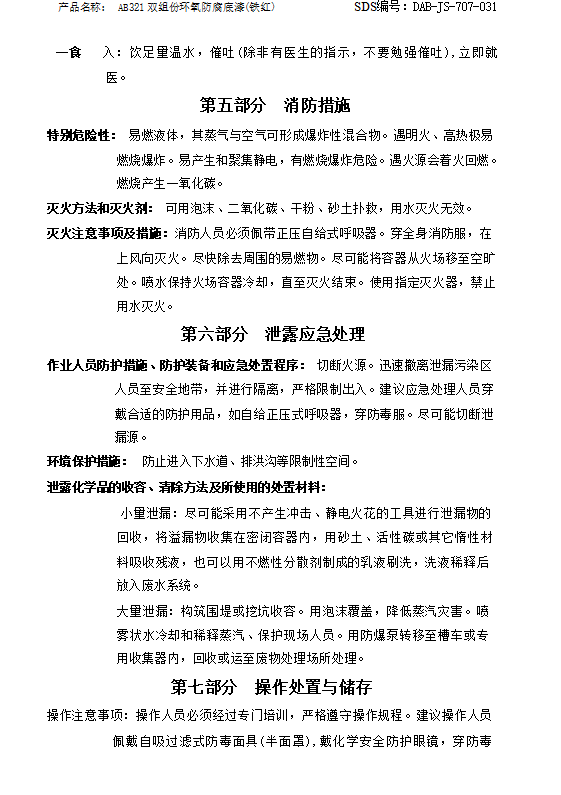 产品名称： AB321 双组份环氧防腐底漆(铁红) SDS编号：DAB-JS-707-031
一食 入：饮足量温水，催吐(除非有医生的指示，不要勉强催吐),立即就
医。
第五部分 消防措施
特别危险性： 易燃液体，其蒸气与空气可形成爆炸性混合物。遇明火、高热极易
燃烧爆炸。易产生和聚集静电，有燃烧爆炸危险。遇火源会着火回燃。
燃烧产生一氧化碳。
灭火方法和灭火剂： 可用泡沫、二氧化碳、干粉、砂土扑救，用水灭火无效。
灭火注意事项及措施：消防人员必须佩带正压自给式呼吸器。穿全身消防服，在
上风向灭火。尽快除去周围的易燃物。尽可能将容器从火场移至空旷
处。喷水保持火场容器冷却，直至灭火结束。使用指定灭火器，禁止
用水灭火。
第六部分 泄露应急处理
作业人员防护措施、防护装备和应急处置程序： 切断火源。迅速撤离泄漏污染区
人员至安全地带，并进行隔离，严格限制出入。建议应急处理人员穿
戴合适的防护用品，如自给正压式呼吸器，穿防毒服。尽可能切断泄
漏源。
环境保护措施： 防止进入下水道、排洪沟等限制性空间。
泄露化学品的收容、清除方法及所使用的处置材料：
小量泄漏：尽可能采用不产生冲击、静电火花的工具进行泄漏物的
回收，将溢漏物收集在密闭容器内，用砂土、活性碳或其它惰性材
料吸收残液，也可以用不燃性分散剂制成的乳液刷洗，洗液稀释后
放入废水系统。
大量泄漏：构筑围堤或挖坑收容。用泡沫覆盖，降低蒸汽灾害。喷
雾状水冷却和稀释蒸汽、保护现场人员。用防爆泵转移至槽车或专
用收集器内，回收或运至废物处理场所处理。
第七部分 操作处置与储存
操作注意事项：操作人员必须经过专门培训，严格遵守操作规程。建议操作人员
佩戴自吸过滤式防毒面具(半面罩),戴化学安全防护眼镜，穿防毒